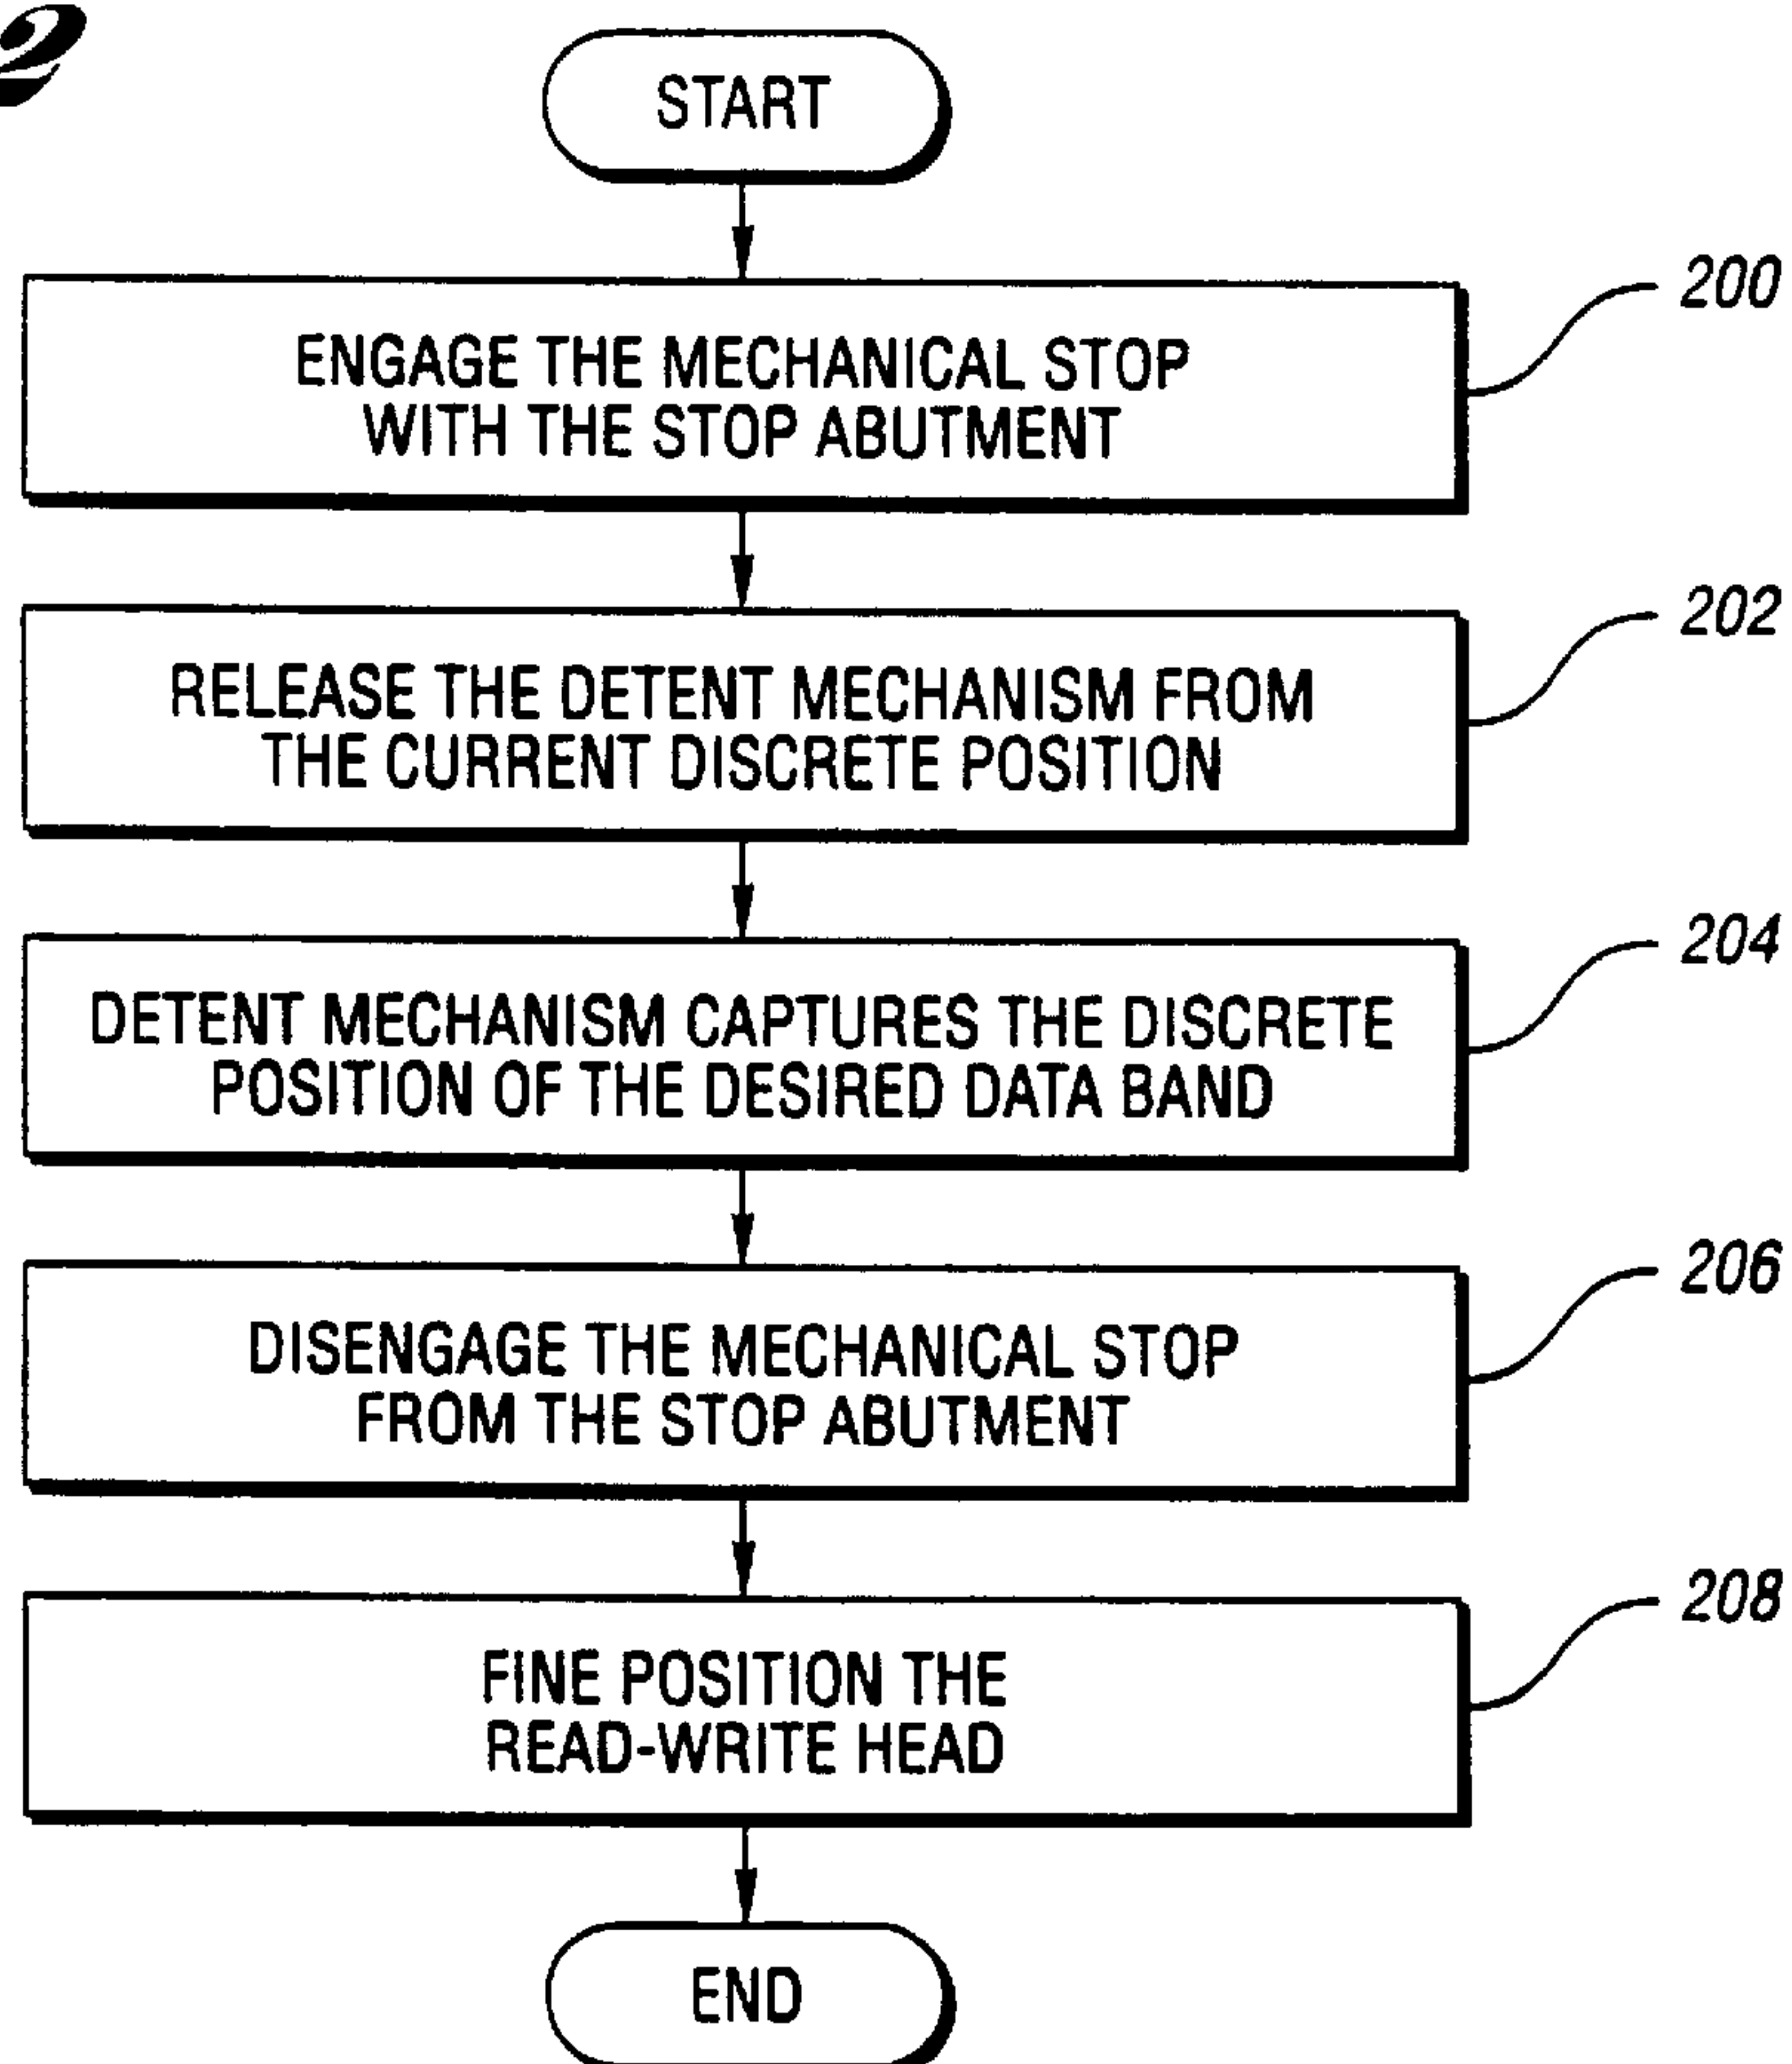 2
START
200
ENGAGE THE MECHANICAL STOP
WITH THE STOP ABUTMENT
202
RELEASE THE DETENT MECHANISM FROM
THE CURRENT DISCRETE POSITION
204
DETENT MECHANISM CAPTURES THE DISCRETE
POSITION OF THE DESIRED DATA BAND
206
DISENGAGE THE MECHANICAL STOP
FROM THE STOP ABUTMENT
208
FINE POSITION THE
READ-WRITE HEAD
END